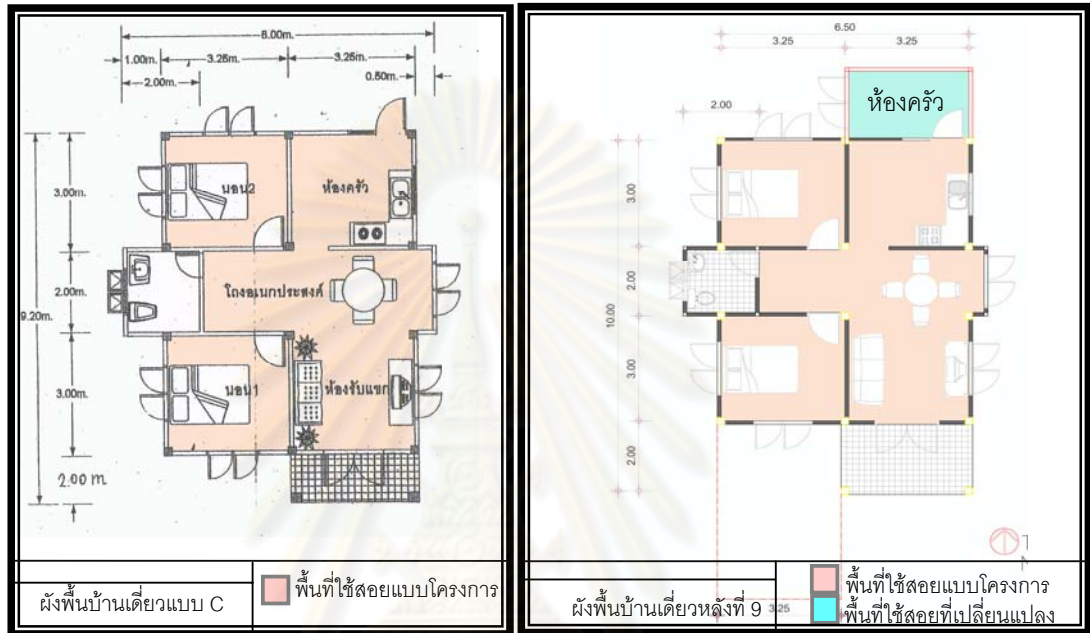 8.00m.
1.00m.
3.25m.
3.25m.
2.00m.
0.50m.
3.00m.
2.00m.
9.20m.
3.00m.
2.00 m
นอน2
ห้องครัว
โถงอเนกประสงค์
นอน1
ห้องรับแขก
ผังพื้นบ้านเดี่ยวแบบ C
พื้นที่ใช้สอยแบบโครงการ
6.50
3.25
3.25
2.00
ห้องครัว
3.00
2.00
10.00
3.00
2.00
3.25
ผังพื้นบ้านเดี่ยวหลังที่ 9
พื้นที่ใช้สอยแบบโครงการ
พื้นที่ใช้สอยที่เปลี่ยนแปลง